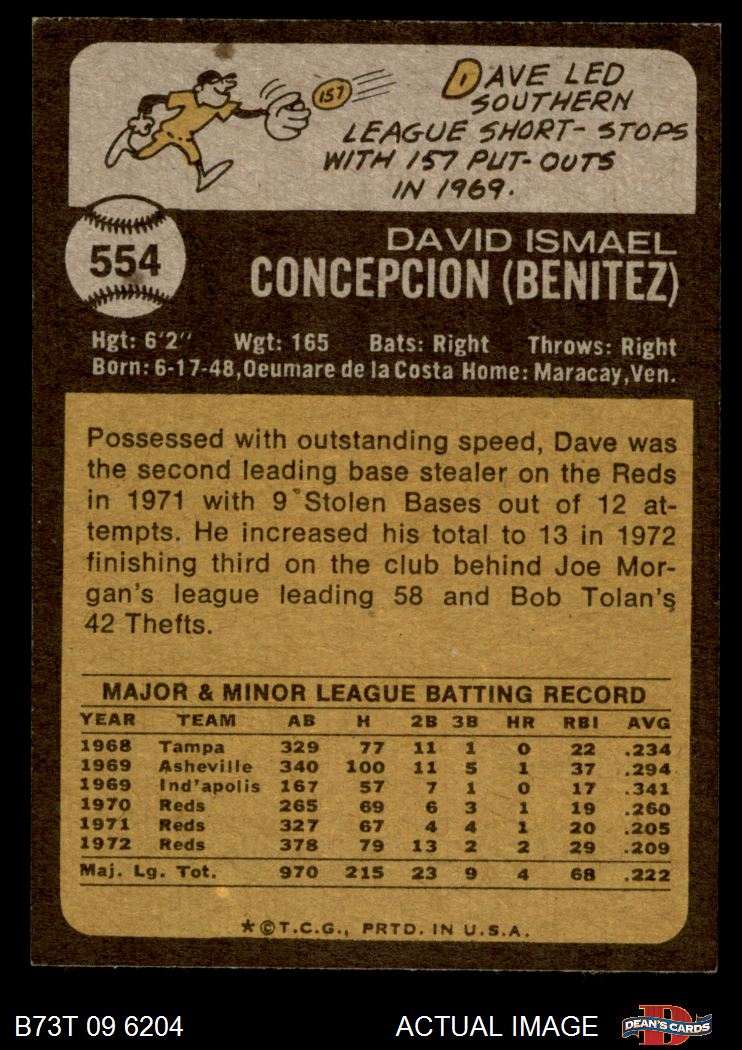 157
DAVE LED
SOUTHERN
LEAGUE SHORT- STOPS
WITH 157 PUT-OUTS
IN 1969.
554
DAVID ISMAEL
CONCEPCION (BENITEZ)
Hgt: 6'2" Wgt: 165 Bats: Right Throws: Right
Born: 6-17-48,Oeumare de la Costa Home: Maracay,Ven.
Possessed with outstanding speed, Dave was
the second leading base stealer on the Reds
in 1971 with 9 Stolen Bases out of 12 at-
tempts. He increased his total to 13 in 1972
finishing third on the club behind Joe Mor-
gan's league leading 58 and Bob Tolan's
42 Thefts.
MAJOR & MINOR LEAGUE BATTING RECORD
YEAR TEAM AB H 2B 3B HR RBI AVG
1968 Tampa 329 77 11 1 0 22 .234
1969 Asheville 340 100 11 5 1 37 .294
1969 Ind'apolis 167 57 7 1 0 17 .341
1970 Reds 265 69 6 3 1 19 .260
1971 Reds 327 67 4 4 1 20 .205
1972 Reds 378 79 13 2 2 29 .209
Maj. Lg. Tot. 970 215 23 9 4 68 .222
*©T.C.G., PRTD. IN U.S.A.
B73T 09 6204 ACTUAL IMAGE
D
DEAN'S CARDS